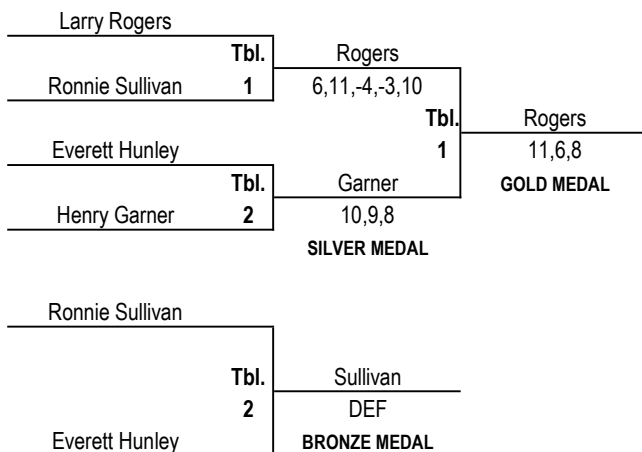 Larry Rogers
Tbl. Rogers
Ronnie Sullivan 1 6,11,-4,-3,10
Tbl. Rogers
Everett Hunley 1 11,6,8
Tbl. Garner GOLD MEDAL
Henry Garner 2 10,9,8
SILVER MEDAL
Ronnie Sullivan
Tbl. Sullivan
2 DEF
Everett Hunley BRONZE MEDAL